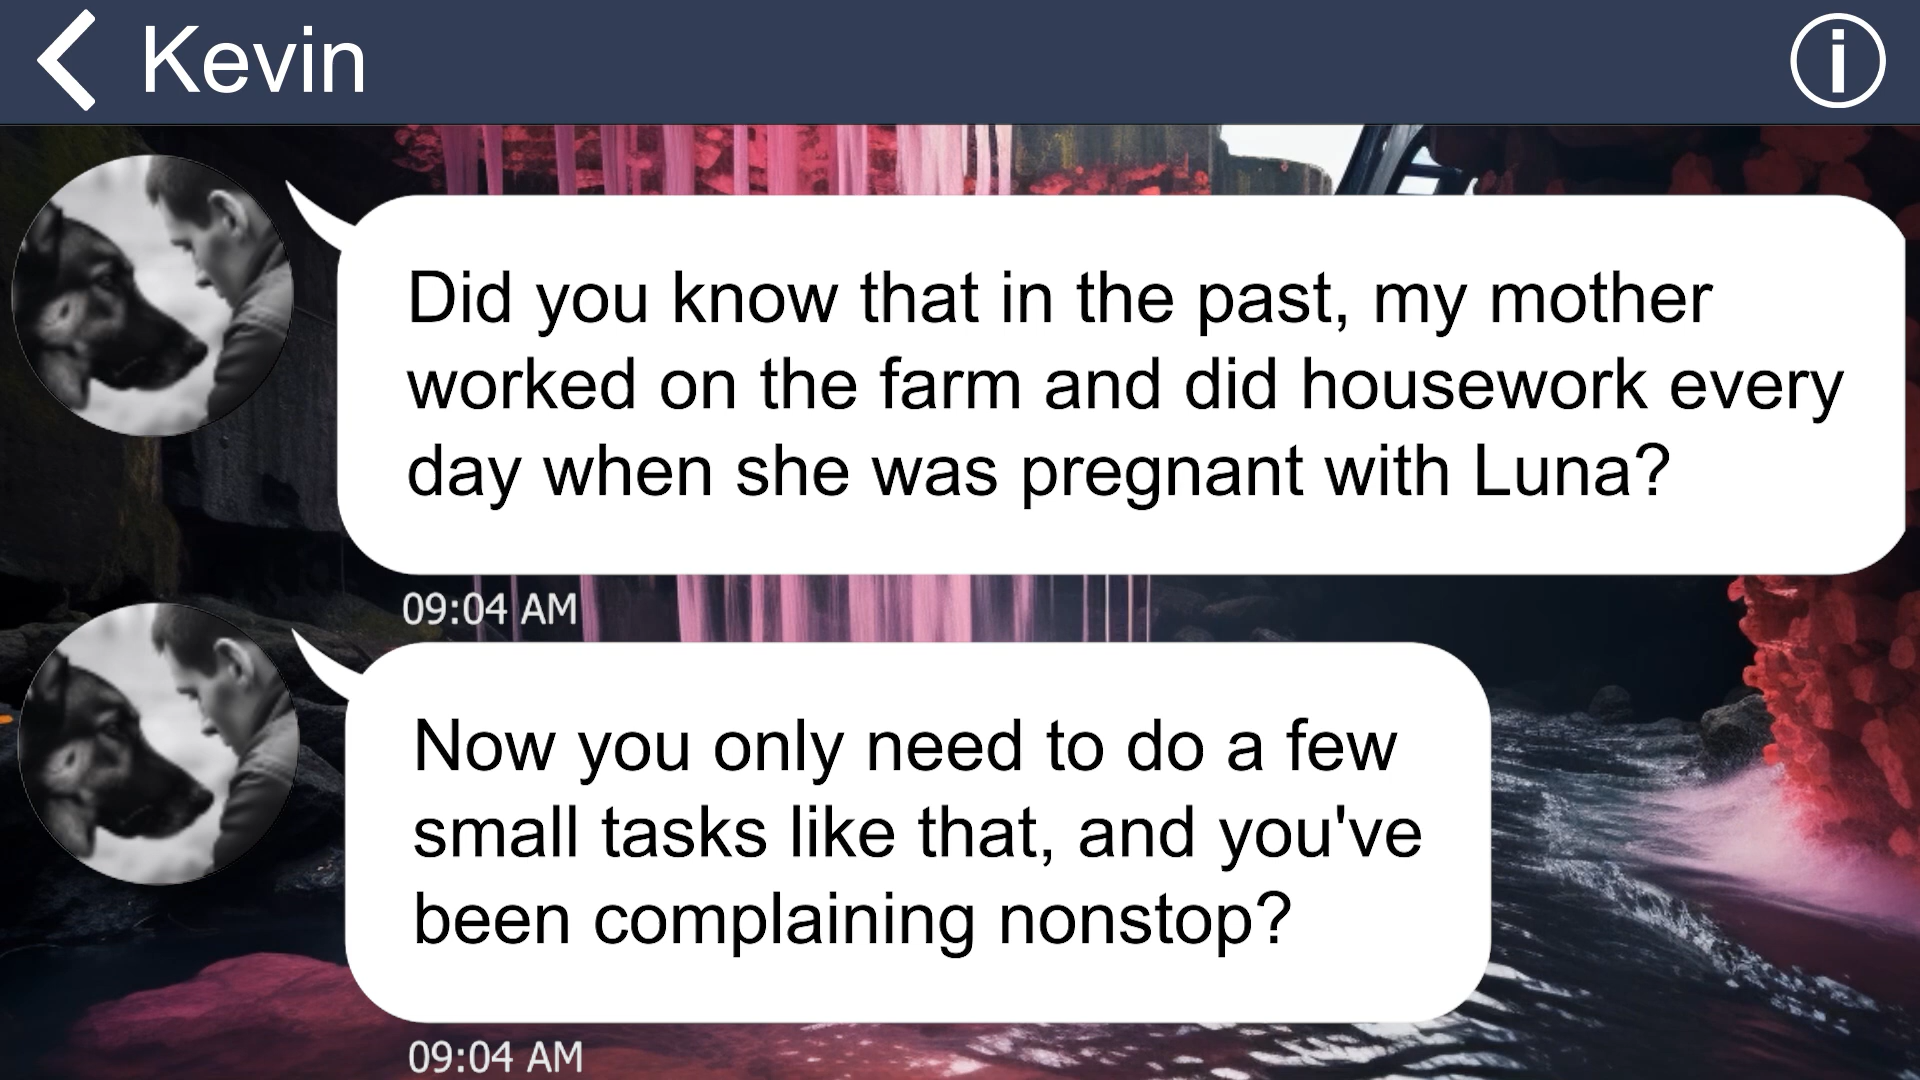 Kevin
Did you know that in the past, my mother
worked on the farm and did housework every
day when she was pregnant with Luna?
09:04 AM
Now you only need to do a few
small tasks like that, and you've
been complaining nonstop?
09:04 AM